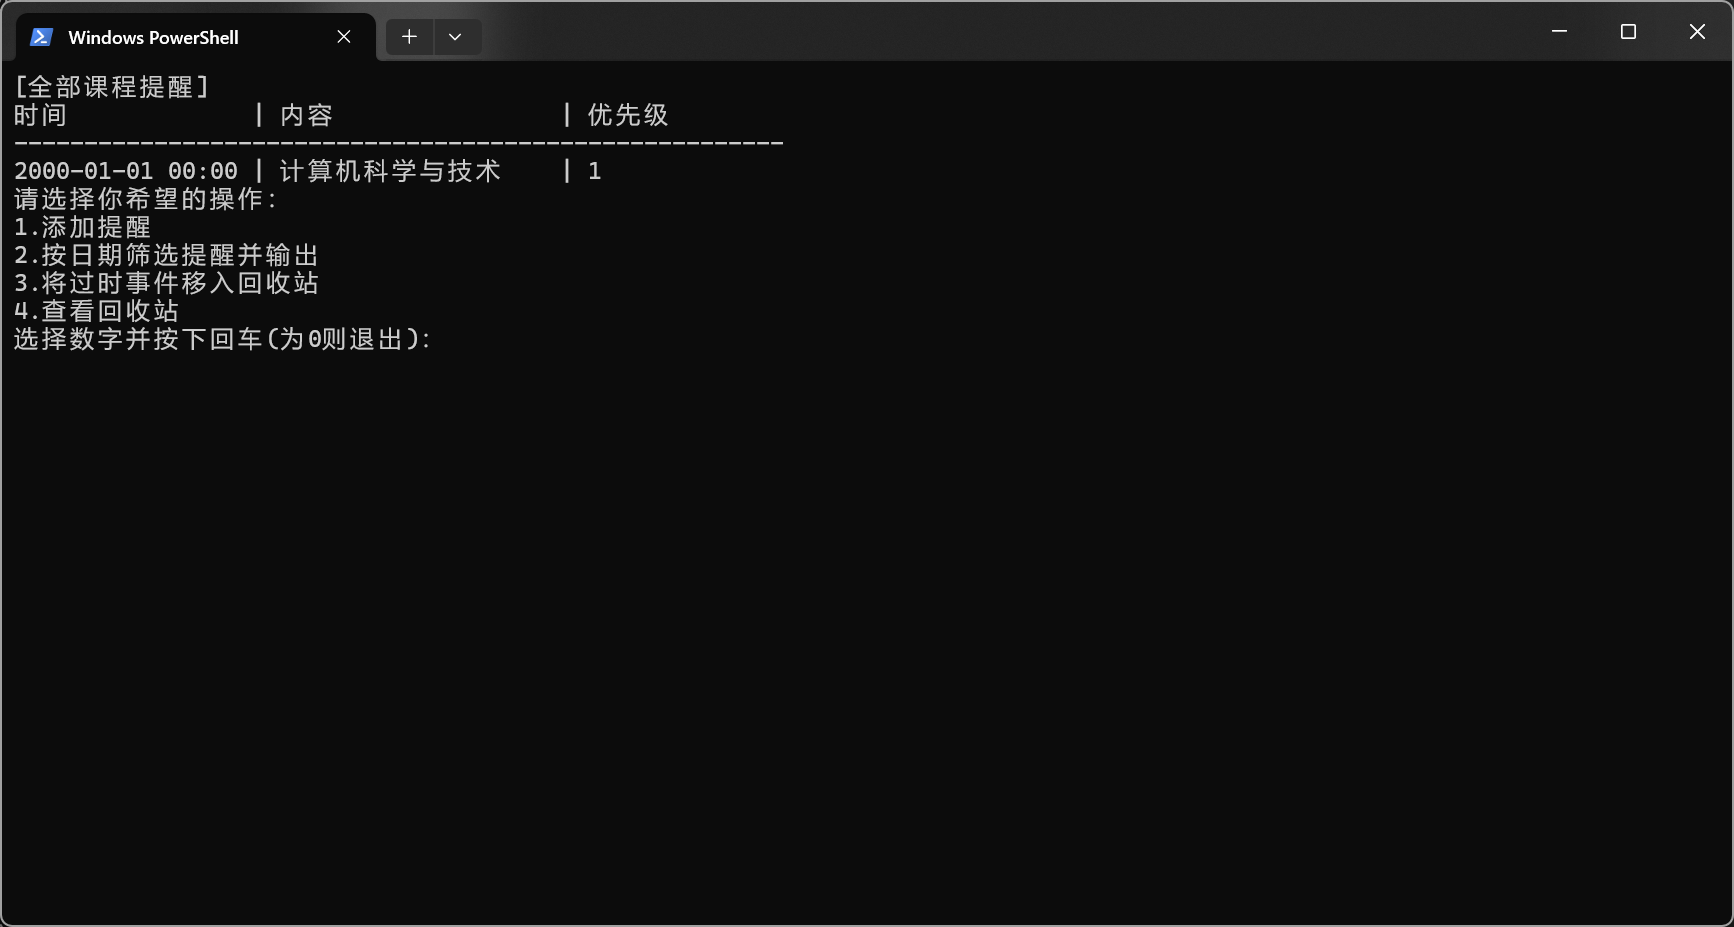 Windows PowerShell
[全部课程提醒]
时间              | 内容                 | 优先级
-------------------------------------------------------
2000-01-01 00:00 | 计算机科学与技术    | 1
请选择你希望的操作:
1.添加提醒
2.按日期筛选提醒并输出
3.将过时事件移入回收站
4.查看回收站
选择数字并按下回车(为0则退出):